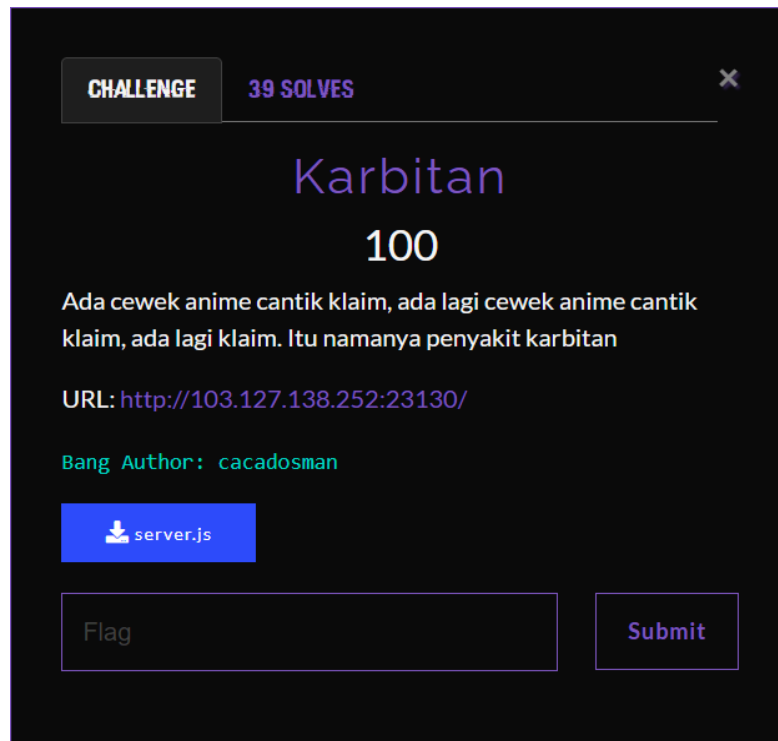 CHALLENGE
39 SOLVES
×
Karbitan
100
Ada cewek anime cantik klaim, ada lagi cewek anime cantik
klaim, ada lagi klaim. Itu namanya penyakit karbitan
URL: http://103.127.138.252:23130/
Bang Author: cacadosman
server.js
Flag
Submit